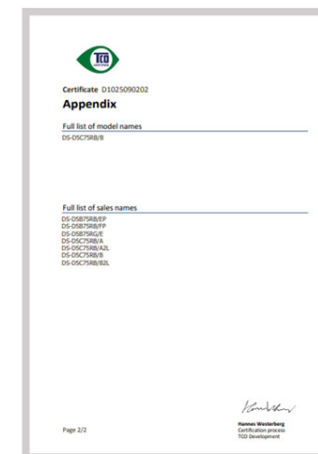 TCO
CERTIFIED
Certificate D1025090202
Appendix
Full list of model names
DS-D5C75RB/B
Full list of sales names
DS-D5B75RB/EP
DS-D5B75RB/FP
DS-D5B75RG/E
DS-D5C75RB/A
DS-D5C75RB/A2L
DS-D5C75RB/B
DS-D5C75RB/B2L
Hannes Westerberg
Page 2/2
Certification process
TCO Development